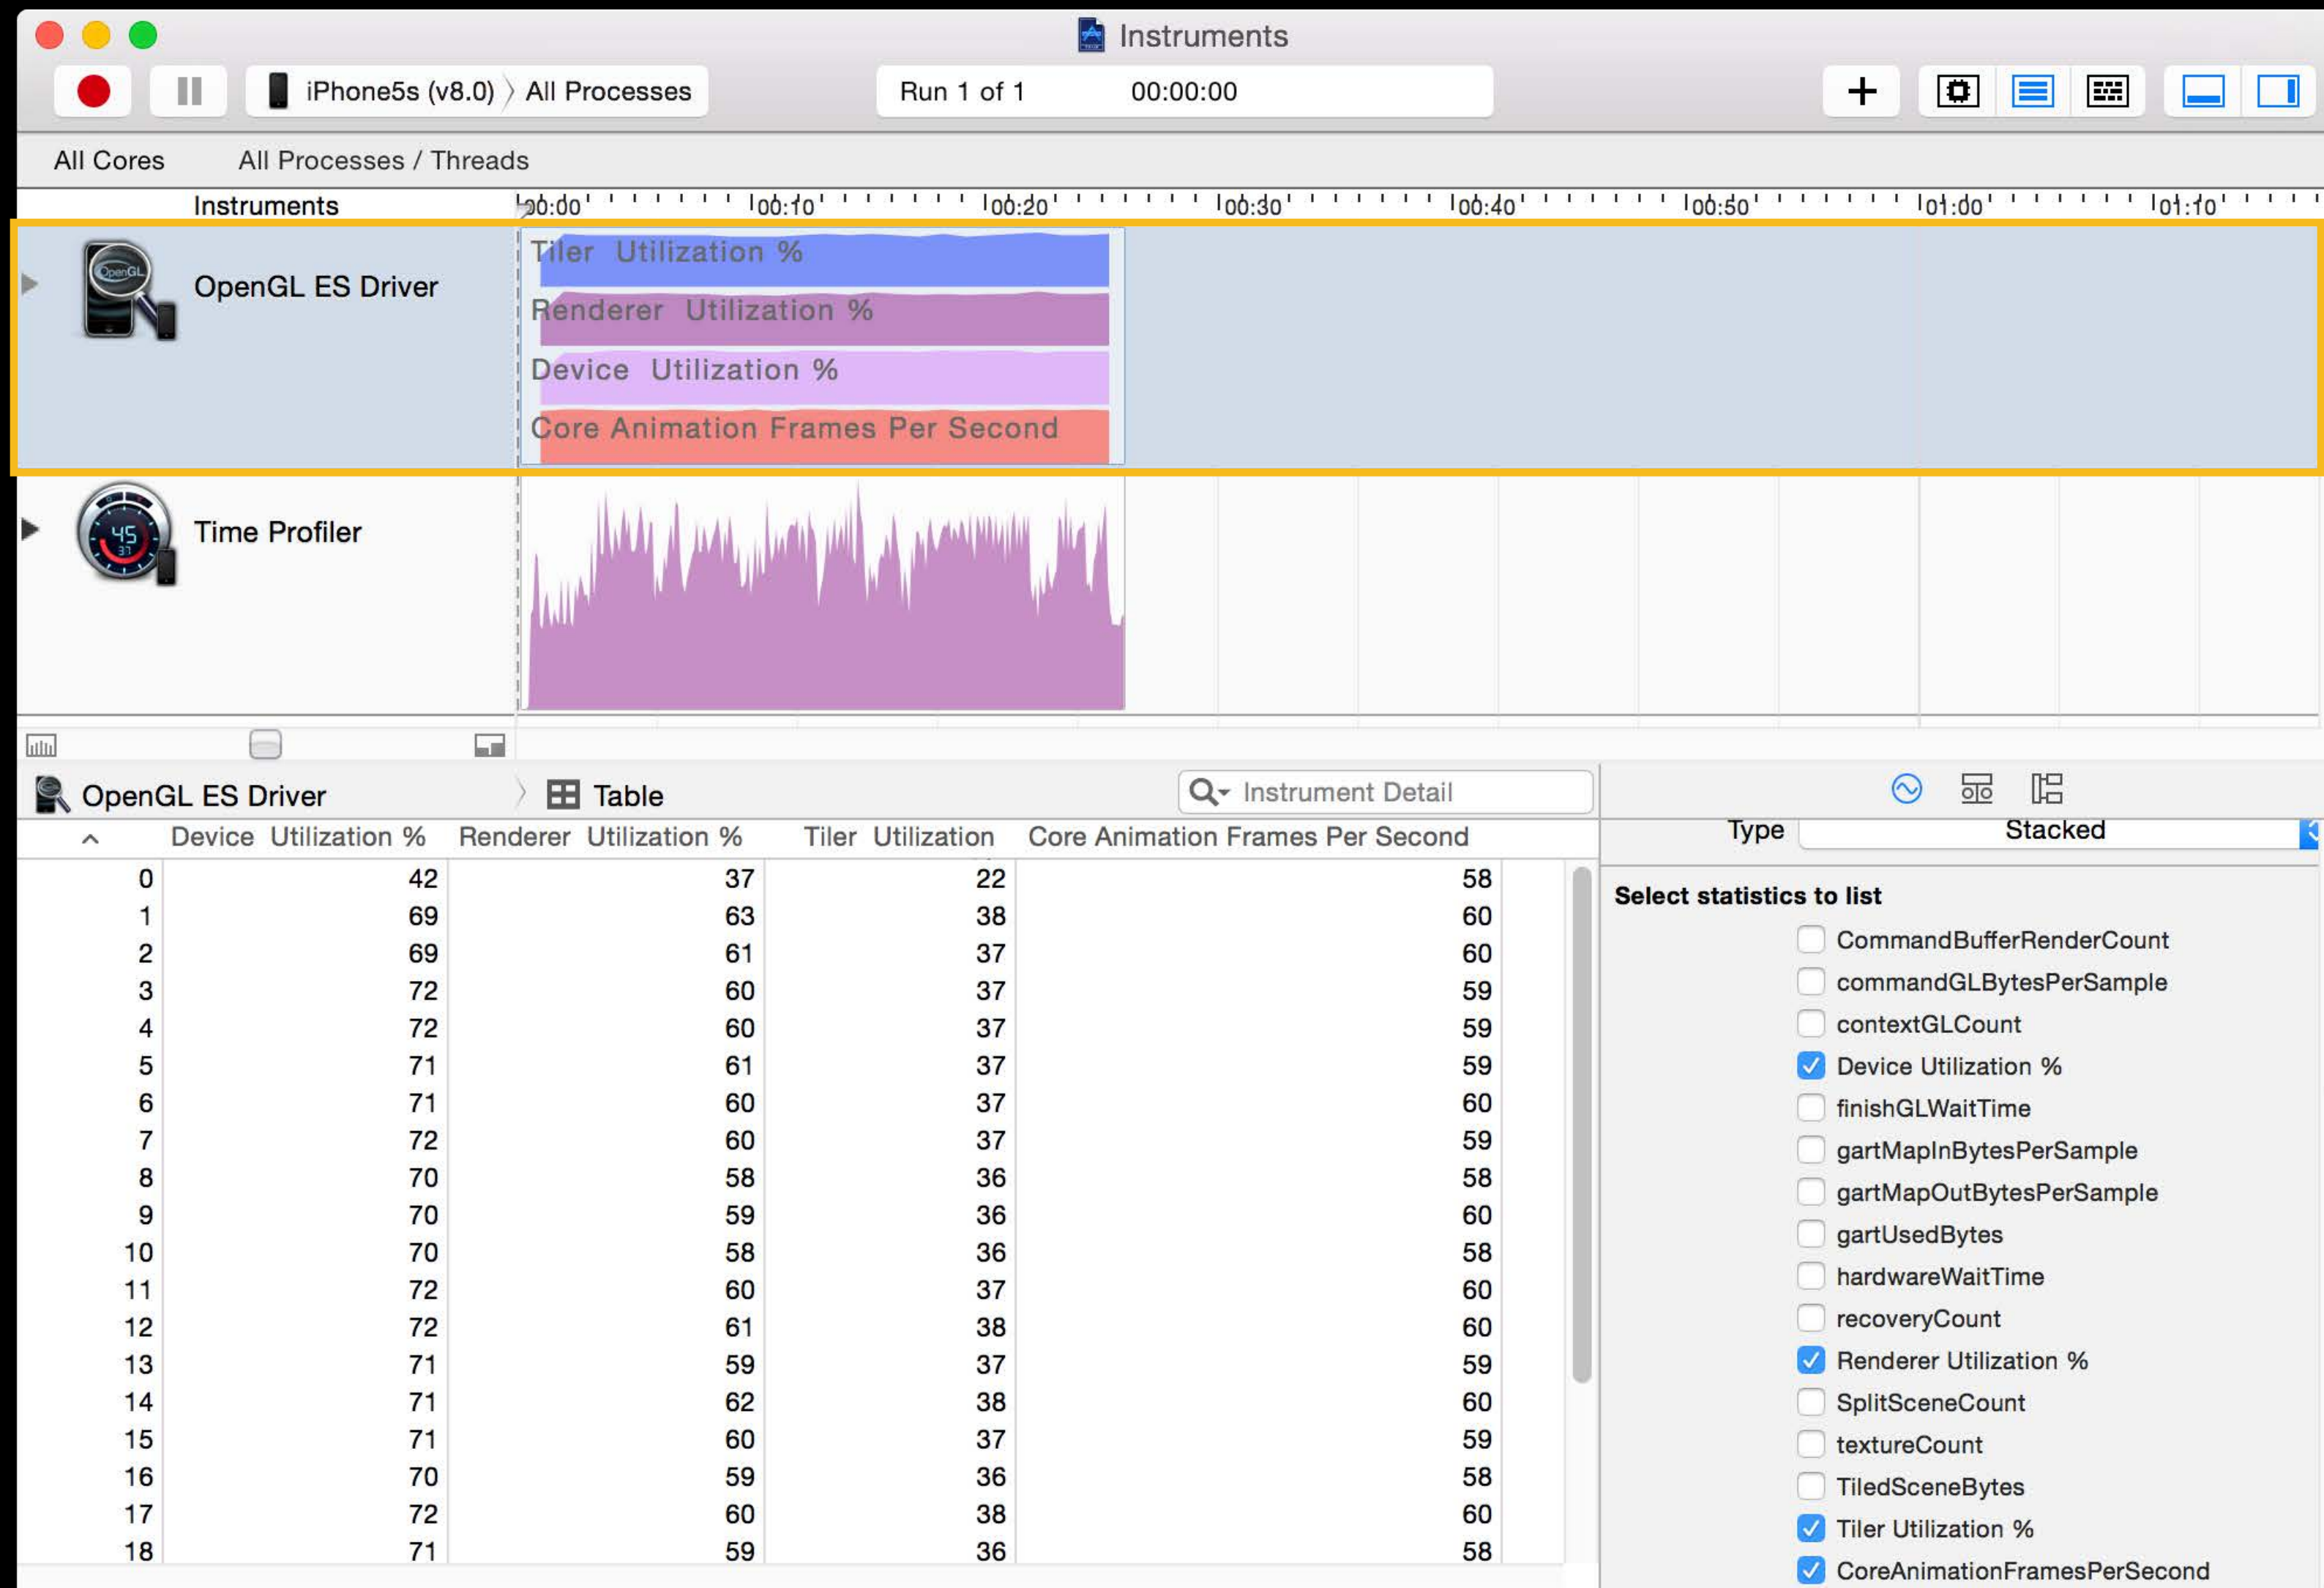 Instruments
iPhone5s (v8.0) 〉 All Processes
Run 1 of 1 00:00:00
All Cores All Processes / Threads
Instruments 00:00 00:10 00:20 00:30 00:40 00:50 01:00 01:10
OpenGL
OpenGL ES Driver
Tiler Utilization %
Renderer Utilization %
Device Utilization %
Core Animation Frames Per Second
45
37
Time Profiler
OpenGL ES Driver 〉 Table Instrument Detail
Device Utilization % Renderer Utilization % Tiler Utilization Core Animation Frames Per Second
0 42 37 22 58
1 69 63 38 60
2 69 61 37 60
3 72 60 37 59
4 72 60 37 59
5 71 61 37 59
6 71 60 37 60
7 72 60 37 59
8 70 58 36 58
9 70 59 36 60
10 70 58 36 58
11 72 60 37 60
12 72 61 38 60
13 71 59 37 59
14 71 62 38 60
15 71 60 37 59
16 70 59 36 58
17 72 60 38 60
18 71 59 36 58
Type Stacked
Select statistics to list
CommandBufferRenderCount
commandGLBytesPerSample
contextGLCount
Device Utilization %
finishGLWaitTime
gartMapInBytesPerSample
gartMapOutBytesPerSample
gartUsedBytes
hardwareWaitTime
recoveryCount
Renderer Utilization %
SplitSceneCount
textureCount
TiledSceneBytes
Tiler Utilization %
CoreAnimationFramesPerSecond